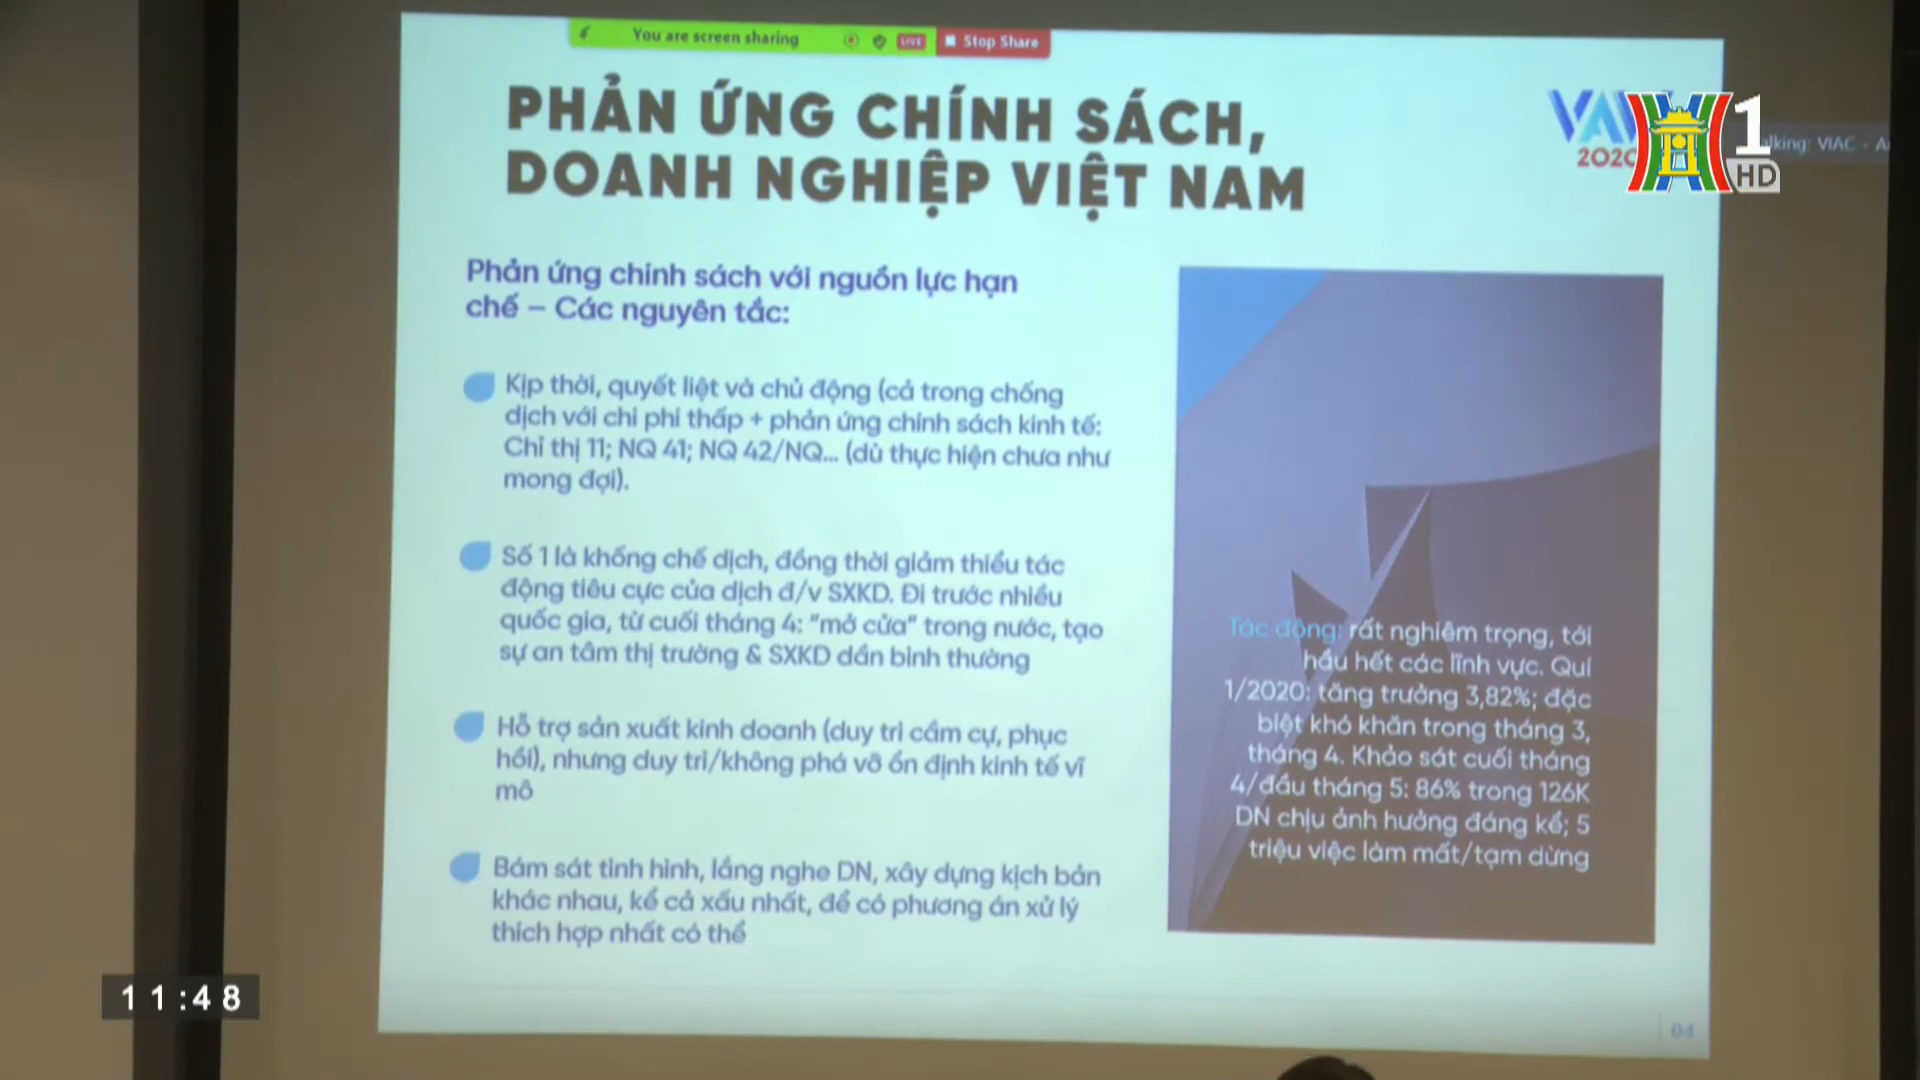 You are screen sharing
LIVE
Stop Share
PHẢN ỨNG CHÍNH SÁCH,
DOANH NGHIỆP VIỆT NAM
2020
1
HD
lking: VIAC - A
Phản ứng chính sách với nguồn lực hạn
chế – Các nguyên tắc:
Kịp thời, quyết liệt và chủ động (cả trong chống
dịch với chi phí thấp + phản ứng chính sách kinh tế:
Chỉ thị 11; NQ 41; NQ 42/NQ... (dù thực hiện chưa như
mong đợi).
Số 1 là khống chế dịch, đồng thời giảm thiểu tác
động tiêu cực của dịch đ/v SXKD. Đi trước nhiều
quốc gia, từ cuối tháng 4: “mở cửa” trong nước, tạo
sự an tâm thị trường & SXKD dần bình thường
Hỗ trợ sản xuất kinh doanh (duy trì cầm cự, phục
hồi), nhưng duy trì/không phá vỡ ổn định kinh tế vĩ
mô
Bám sát tình hình, lắng nghe DN, xây dựng kịch bản
khác nhau, kể cả xấu nhất, để có phương án xử lý
thích hợp nhất có thể
Tác động: rất nghiêm trọng, tới
hầu hết các lĩnh vực. Quí
1/2020: tăng trưởng 3,82%; đặc
biệt khó khăn trong tháng 3,
tháng 4. Khảo sát cuối tháng
4/đầu tháng 5: 86% trong 126K
DN chịu ảnh hưởng đáng kể; 5
triệu việc làm mất/tạm dừng
11:48
04